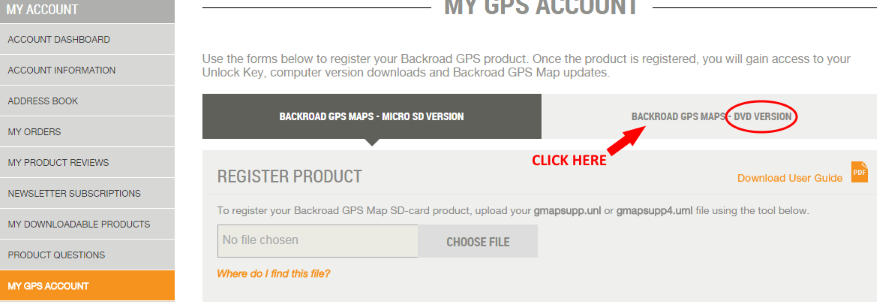 MY ACCOUNT
MY GPS ACCOUNT
ACCOUNT DASHBOARD
ACCOUNT INFORMATION
ADDRESS BOOK
MY ORDERS
MY PRODUCT REVIEWS
NEWSLETTER SUBSCRIPTIONS
MY DOWNLOADABLE PRODUCTS
PRODUCT QUESTIONS
MY GPS ACCOUNT
Use the forms below to register your Backroad GPS product. Once the product is registered, you will gain access to your
Unlock Key, computer version downloads and Backroad GPS Map updates.
BACKROAD GPS MAPS - MICRO SD VERSION
BACKROAD GPS MAPS - DVD VERSION
CLICK HERE
REGISTER PRODUCT
Download User Guide
PDF
To register your Backroad GPS Map SD-card product, upload your gmapsupp.unl or gmapsupp4.uml file using the tool below.
No file chosen
CHOOSE FILE
Where do I find this file?